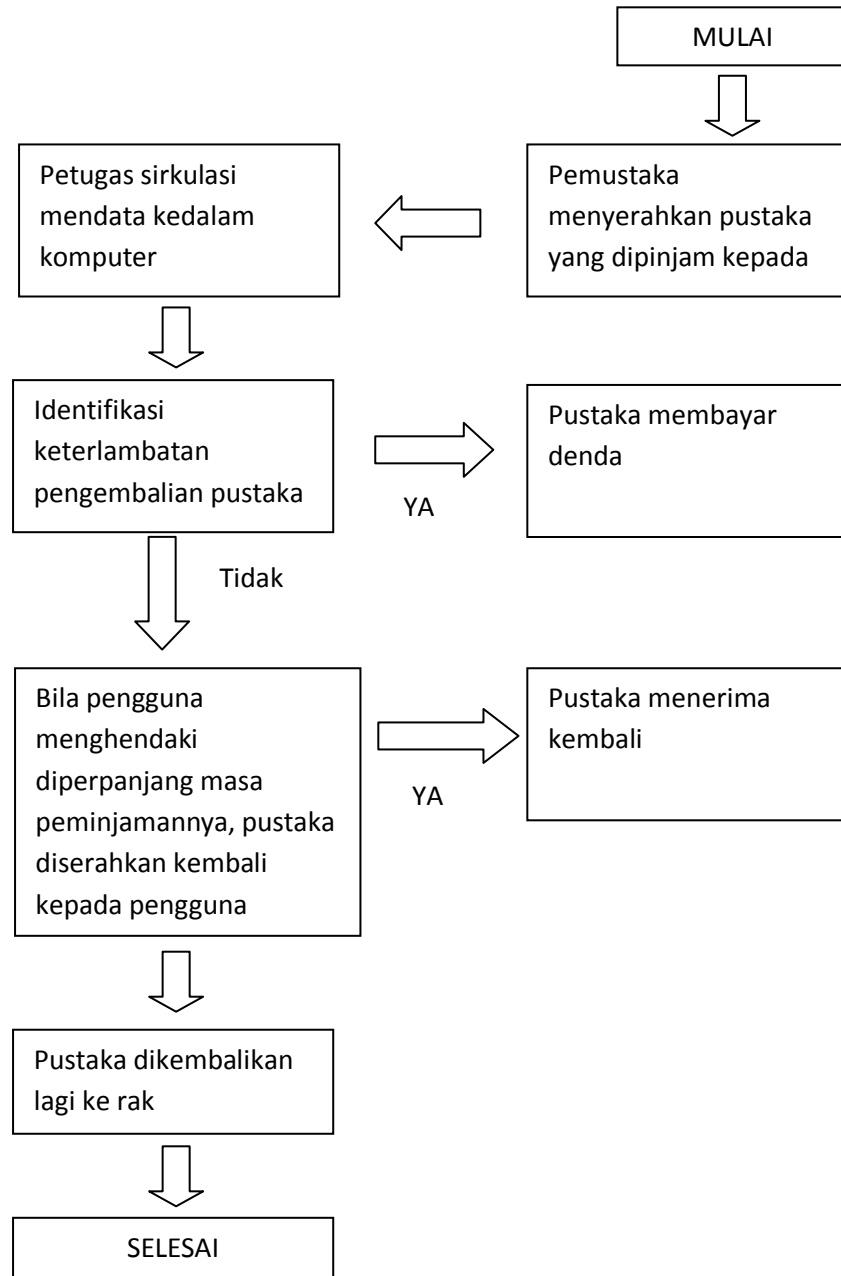 MULAI
Pemustaka
menyerahkan pustaka
yang dipinjam kepada
Petugas sirkulasi
mendata kedalam
komputer
Identifikasi
keterlambatan
pengembalian pustaka
YA
Pustaka membayar
denda
Tidak
Bila pengguna
menghendaki
diperpanjang masa
peminjamannya, pustaka
diserahkan kembali
kepada pengguna
YA
Pustaka menerima
kembali
Pustaka dikembalikan
lagi ke rak
SELESAI